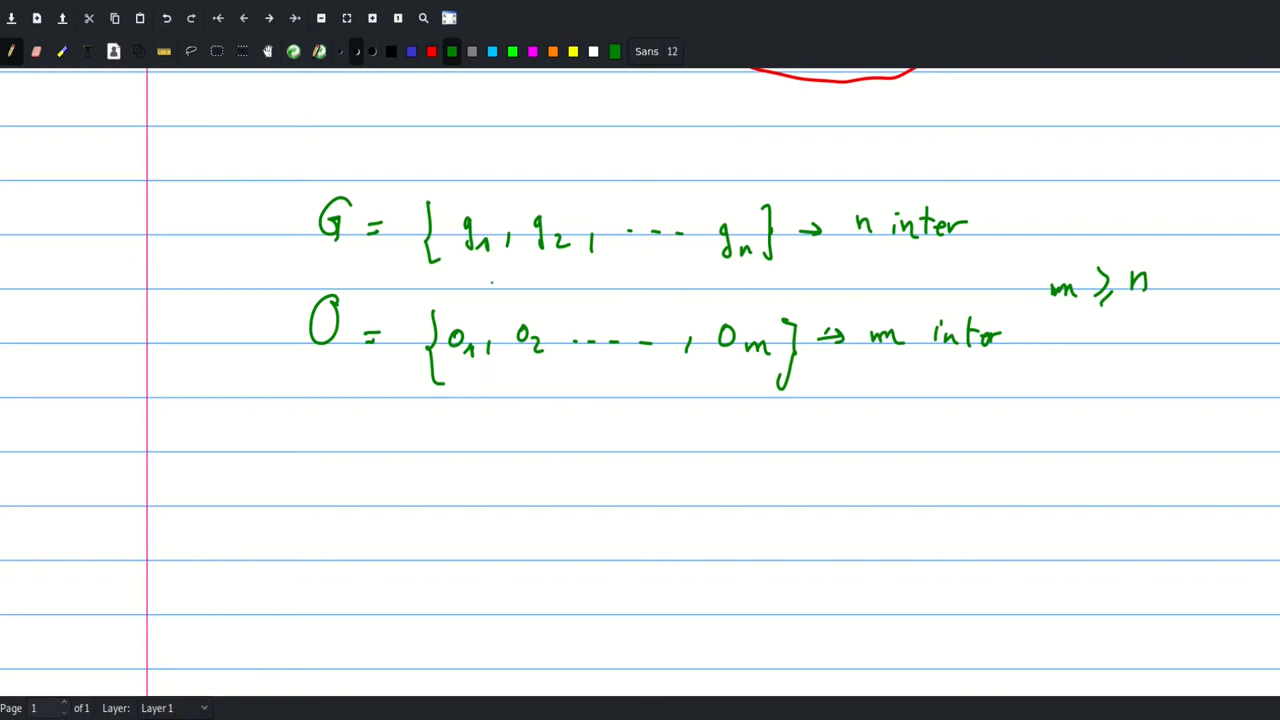 Sans 12
G = { g1, g2, ---- gn } → n inter
m ⩾ n
O = { o1, o2 ----- , om } → m inter
Page 1 of 1 Layer: Layer 1